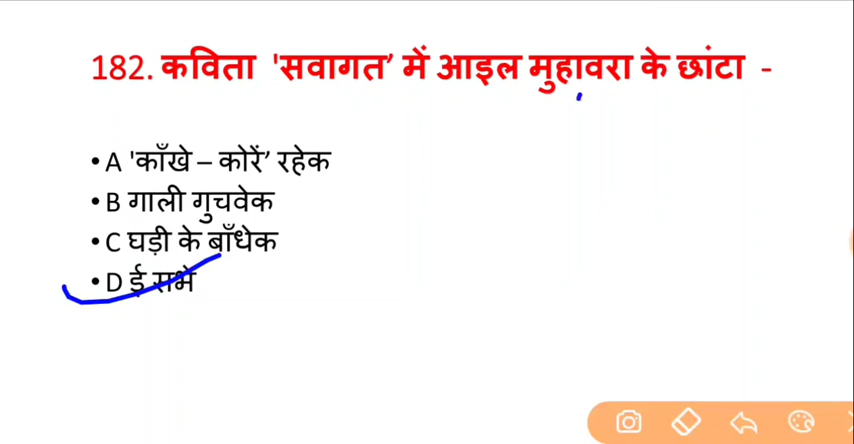 182. कविता 'सवागत’ में आइल मुहावरा के छांटा -
• A 'काँखे – कोरें’ रहेक
• B गाली गुचवेक
• C घड़ी के बाँधेक
• D ई सभे